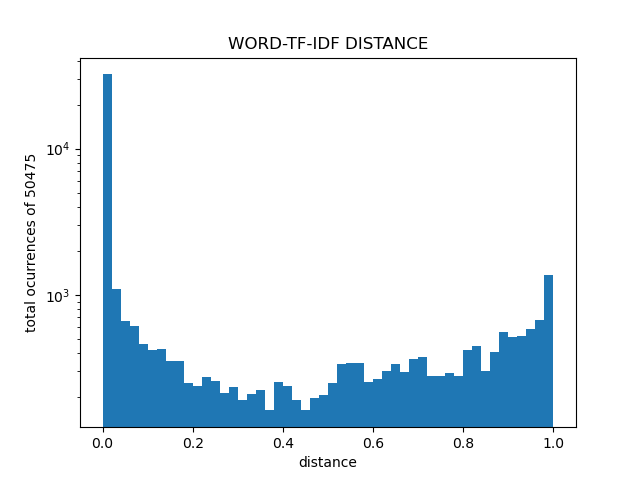 WORD-TF-IDF DISTANCE
total ocurrences of 50475
10^4
10^3
0.0 0.2 0.4 0.6 0.8 1.0
distance